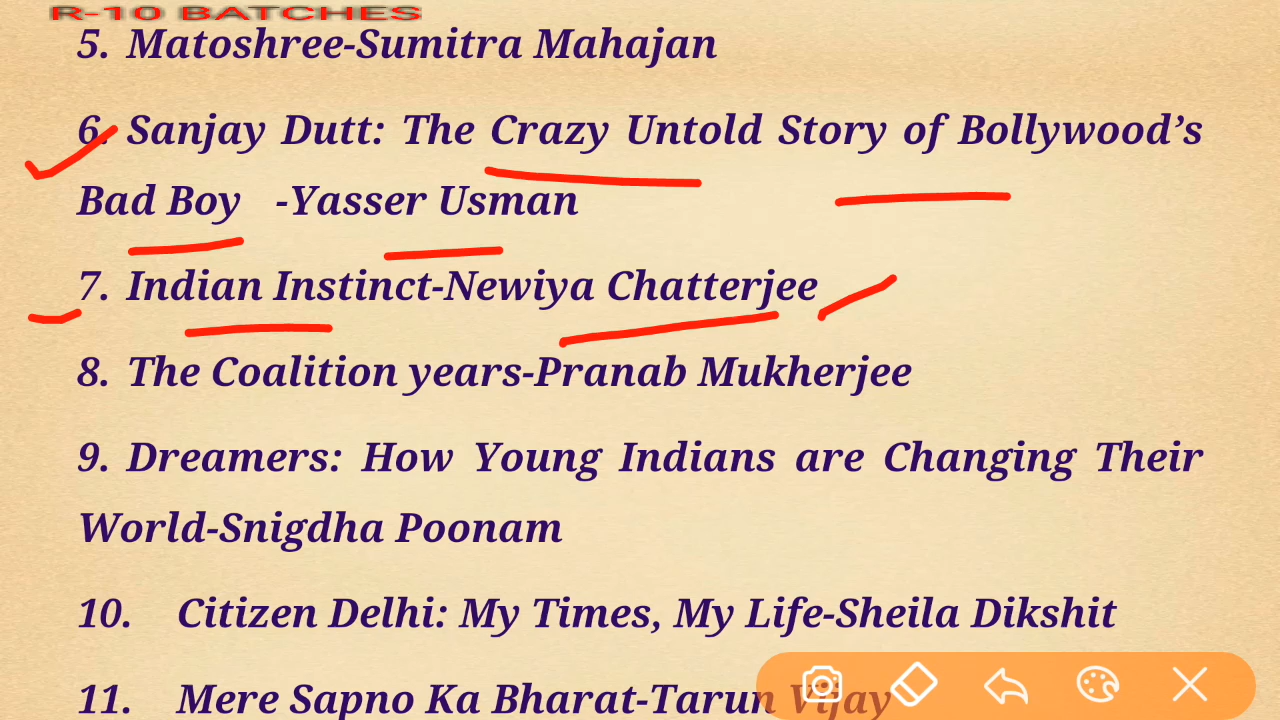 R-10 BATCHES
5. Matoshree-Sumitra Mahajan
6. Sanjay Dutt: The Crazy Untold Story of Bollywood’s
Bad Boy -Yasser Usman
7. Indian Instinct-Newiya Chatterjee
8. The Coalition years-Pranab Mukherjee
9. Dreamers: How Young Indians are Changing Their
World-Snigdha Poonam
10. Citizen Delhi: My Times, My Life-Sheila Dikshit
11. Mere Sapno Ka Bharat-Tarun Vijay